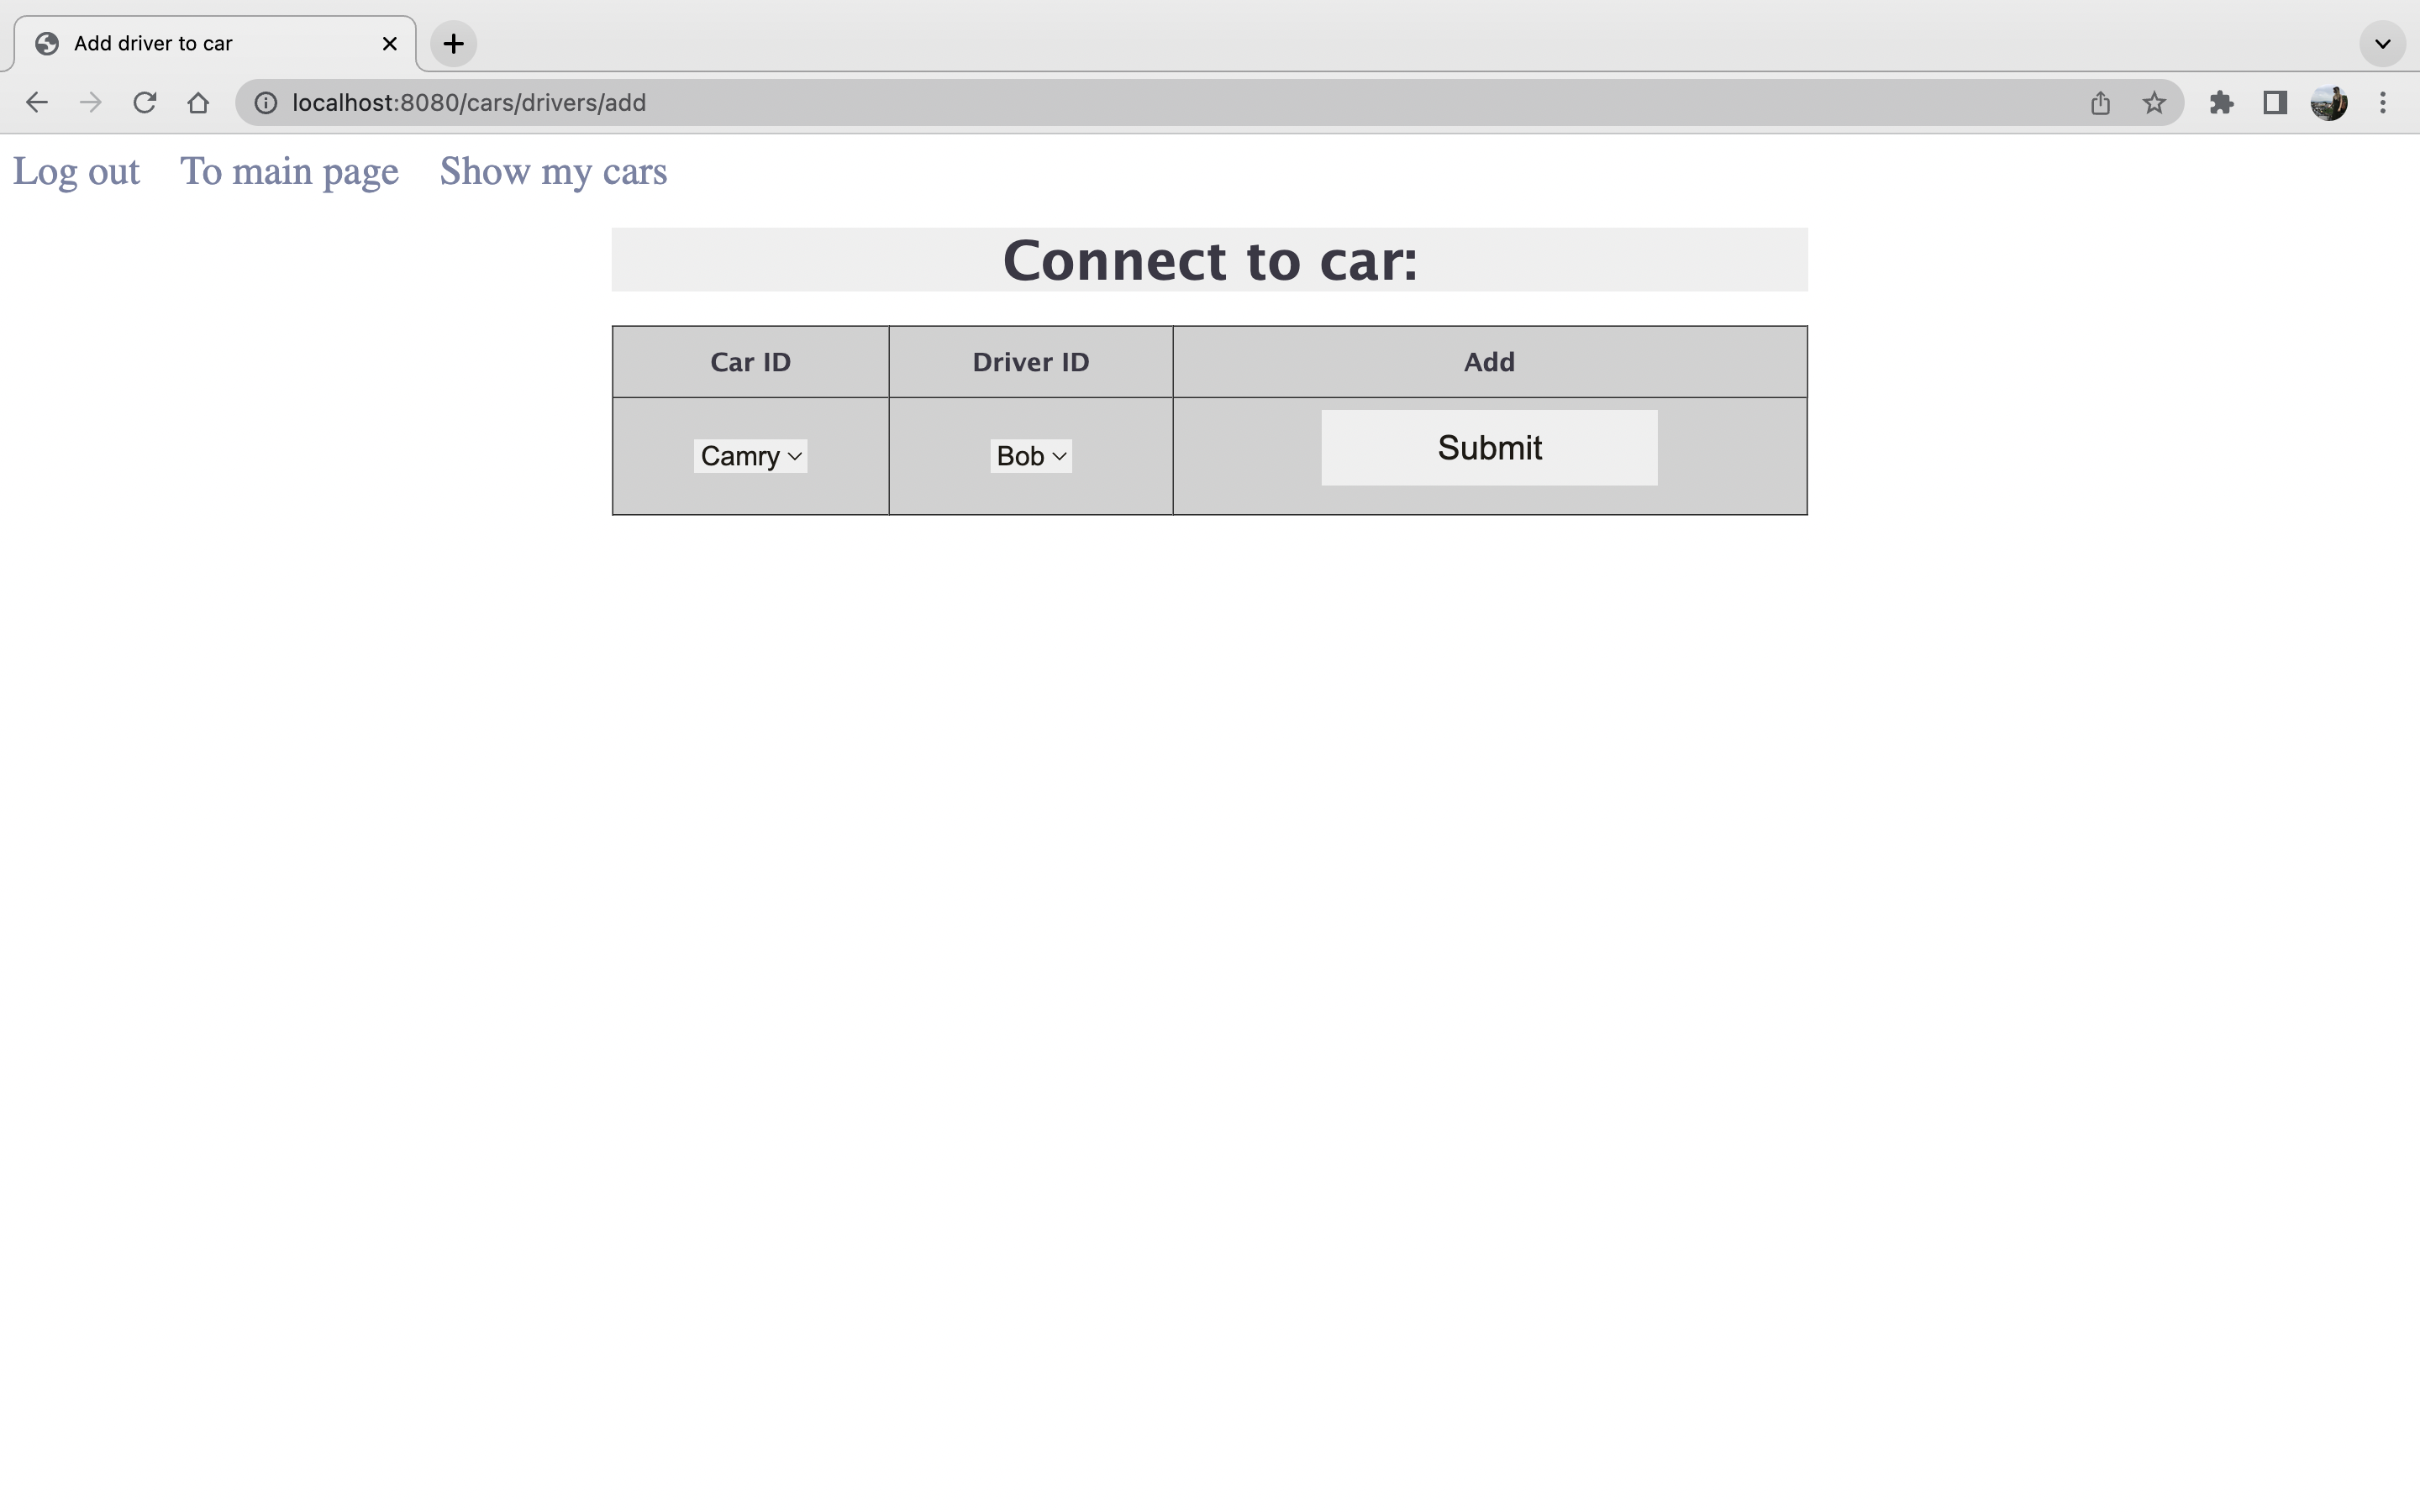 Add driver to car
localhost:8080/cars/drivers/add
Log out To main page Show my cars
Connect to car:
Car ID Driver ID Add
Camry Bob Submit